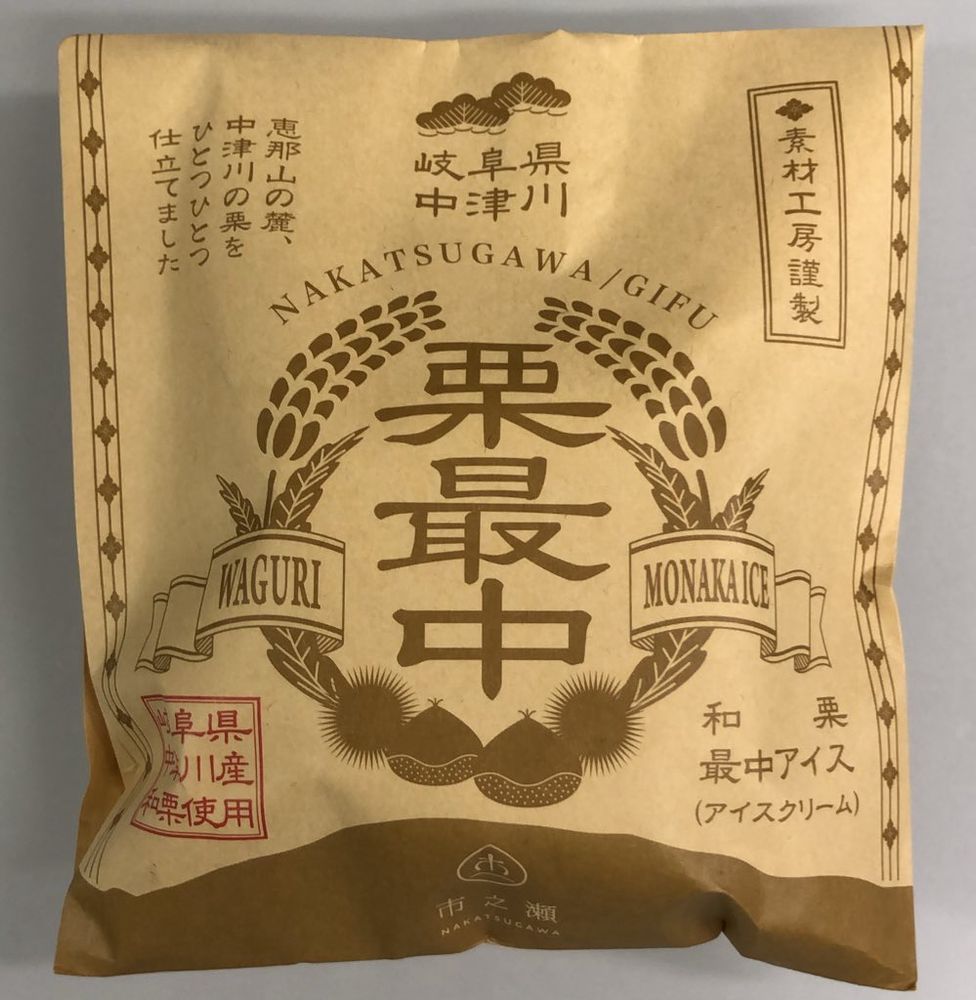 岐阜県
中津川
素材工房謹製
恵那山の麓、
中津川の栗を
ひとつひとつ
仕立てました
NAKATSUGAWA/GIFU
栗最中
WAGURI
MONAKA ICE
和栗
最中アイス
(アイスクリーム)
阜県
川産
和栗使用
市之瀬
NAKATSUGAWA